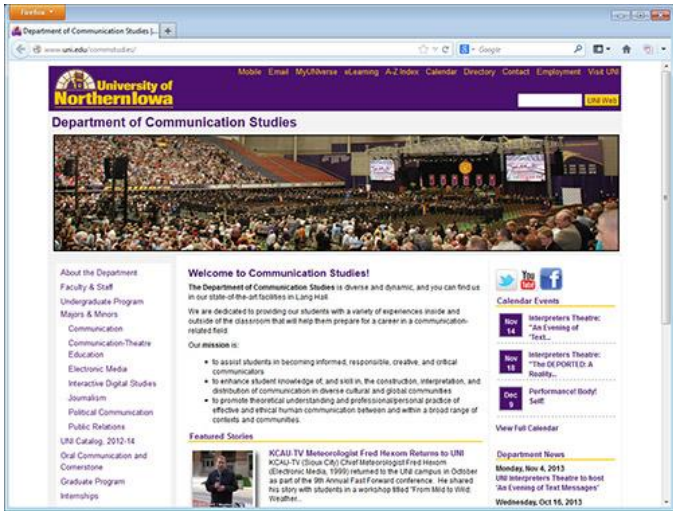 Firefox
Department of Communication Studies |...
www.uni.edu/commstudies/
Google
Mobile Email MyUNIverse eLearning A-Z Index Calendar Directory Contact Employment Visit UNI
University of
Northern Iowa
UNI Web
Department of Communication Studies
About the Department
Faculty & Staff
Undergraduate Program
Majors & Minors
Communication
Communication-Theatre
Education
Electronic Media
Interactive Digital Studies
Journalism
Political Communication
Public Relations
UNI Catalog, 2012-14
Oral Communication and
Cornerstone
Graduate Program
Internships
Welcome to Communication Studies!
The Department of Communication Studies is diverse and dynamic, and you can find us
in our state-of-the-art facilities in Lang Hall.
We are dedicated to providing our students with a variety of experiences inside and
outside of the classroom that will help them prepare for a career in a communication-
related field.
Our mission is:
to assist students in becoming informed, responsible, creative, and critical
communicators
to enhance student knowledge of, and skill in, the construction, interpretation, and
distribution of communication in diverse cultural and global communities
to promote theoretical understanding and professional/personal practice of
effective and ethical human communication between and within a broad range of
contexts and communities.
Featured Stories
KCAU-TV Meteorologist Fred Hexom Returns to UNI
KCAU-TV (Sioux City) Chief Meteorologist Fred Hexom
(Electronic Media, 1999) returned to the UNI campus in October
as part of the 9th Annual Fast Forward conference. He shared
his story with students in a workshop titled "From Mild to Wild:
Weather...
You
Tube
f
Calendar Events
Nov
14
Interpreters Theatre:
"An Evening of
'Text...
Nov
18
Interpreters Theatre:
"The DEPORTED: A
Reality...
Dec
9
Performance! Body!
Self!
View Full Calendar
Department News
Monday, Nov 4, 2013
UNI Interpreters Theatre to host
'An Evening of Text Messages'
Wednesday, Oct 16, 2013